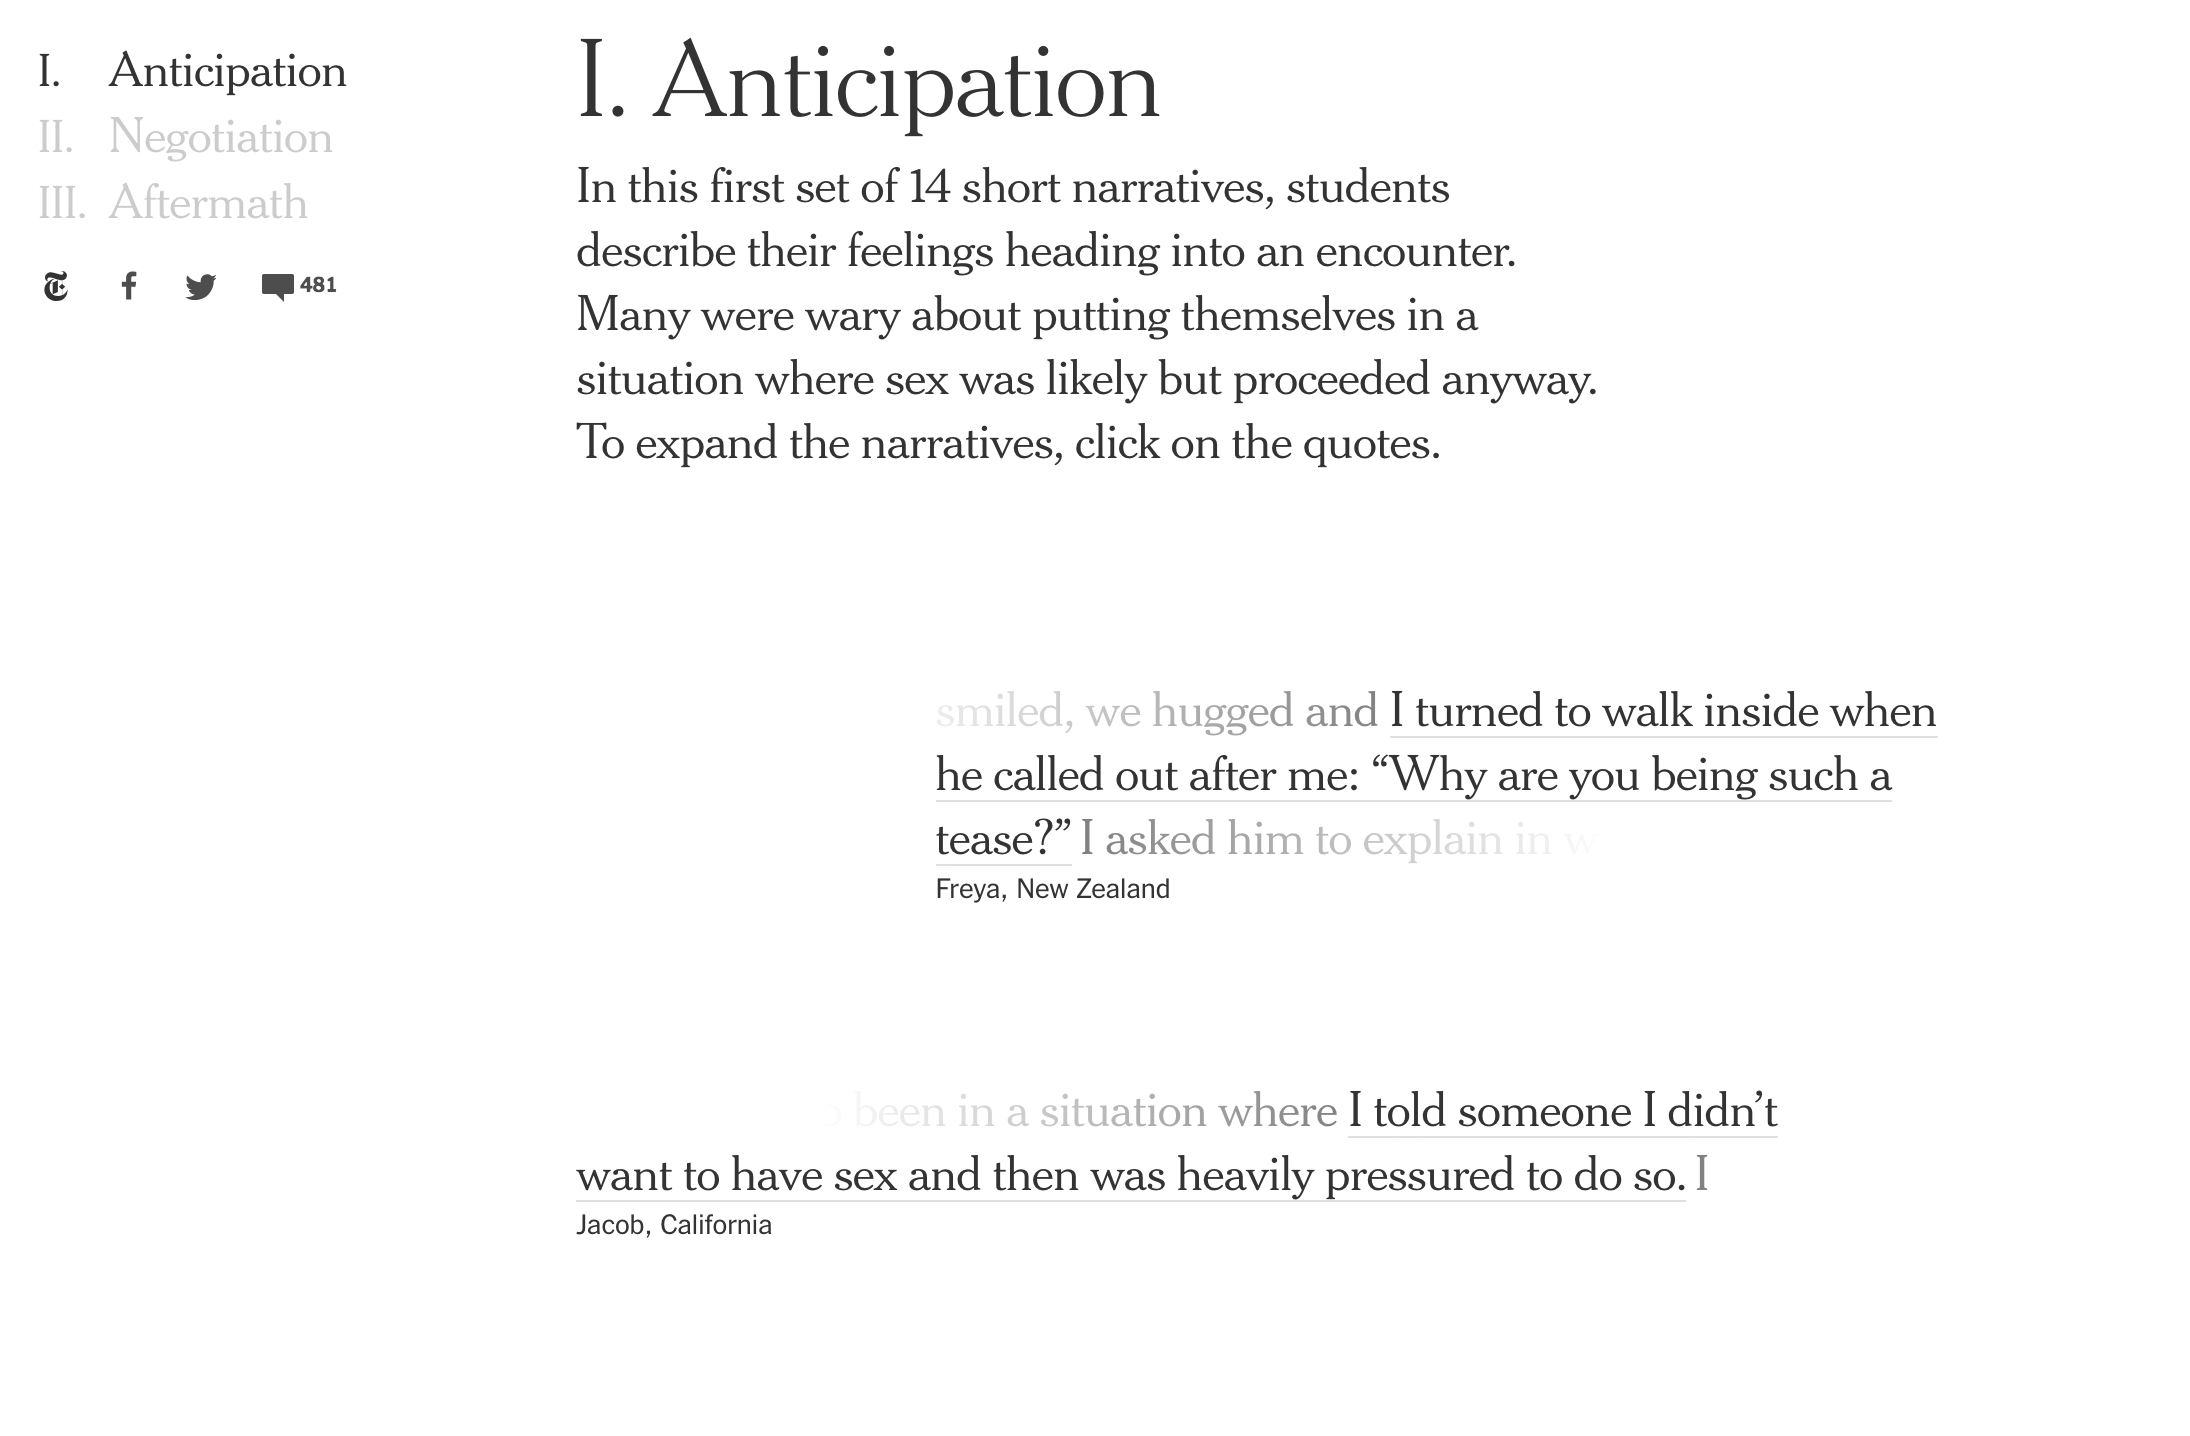 I. Anticipation
II. Negotiation
III. Aftermath
481
I. Anticipation
In this first set of 14 short narratives, students
describe their feelings heading into an encounter.
Many were wary about putting themselves in a
situation where sex was likely but proceeded anyway.
To expand the narratives, click on the quotes.
smiled, we hugged and I turned to walk inside when
he called out after me: “Why are you being such a
tease?” I asked him to explain in
Freya, New Zealand
been in a situation where I told someone I didn’t
want to have sex and then was heavily pressured to do so. I
Jacob, California